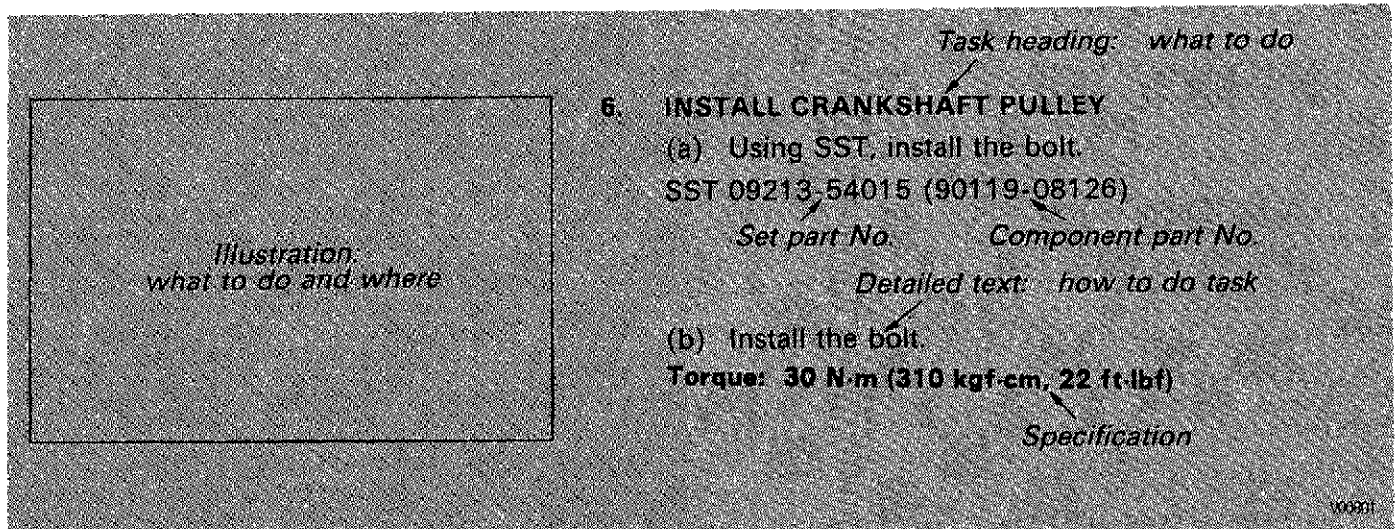 Task heading: what to do
6. INSTALL CRANKSHAFT PULLEY
(a) Using SST, install the bolt.
SST 09213-54015 (90119-08126)
Set part No. Component part No.
Illustration:
what to do and where
Detailed text: how to do task
(b) Install the bolt.
Torque: 30 N·m (310 kgf-cm, 22 ft-lbf)
Specification